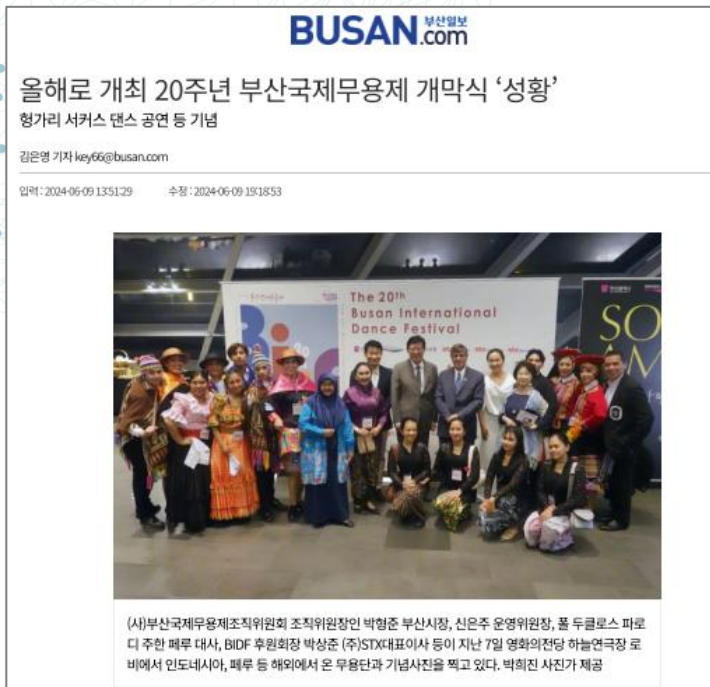 BUSAN.com 부산일보
올해로 개최 20주년 부산국제무용제 개막식 ‘성황’
헝가리 서커스 댄스 공연 등 기념
김은영 기자 key66@busan.com
입력 : 2024-06-09 13:51:29 수정 : 2024-06-09 19:18:53
The 20th
Busan International
Dance Festival
SO
AM
(사)부산국제무용제조직위원회 조직위원장인 박형준 부산시장, 신은주 운영위원장, 폴 두클로스 파로
디 주한 페루 대사, BIDF 후원회장 박상준 (주)STX대표이사 등이 지난 7일 영화의전당 하늘연극장 로
비에서 인도네시아, 페루 등 해외에서 온 무용단과 기념사진을 찍고 있다. 박희진 사진가 제공